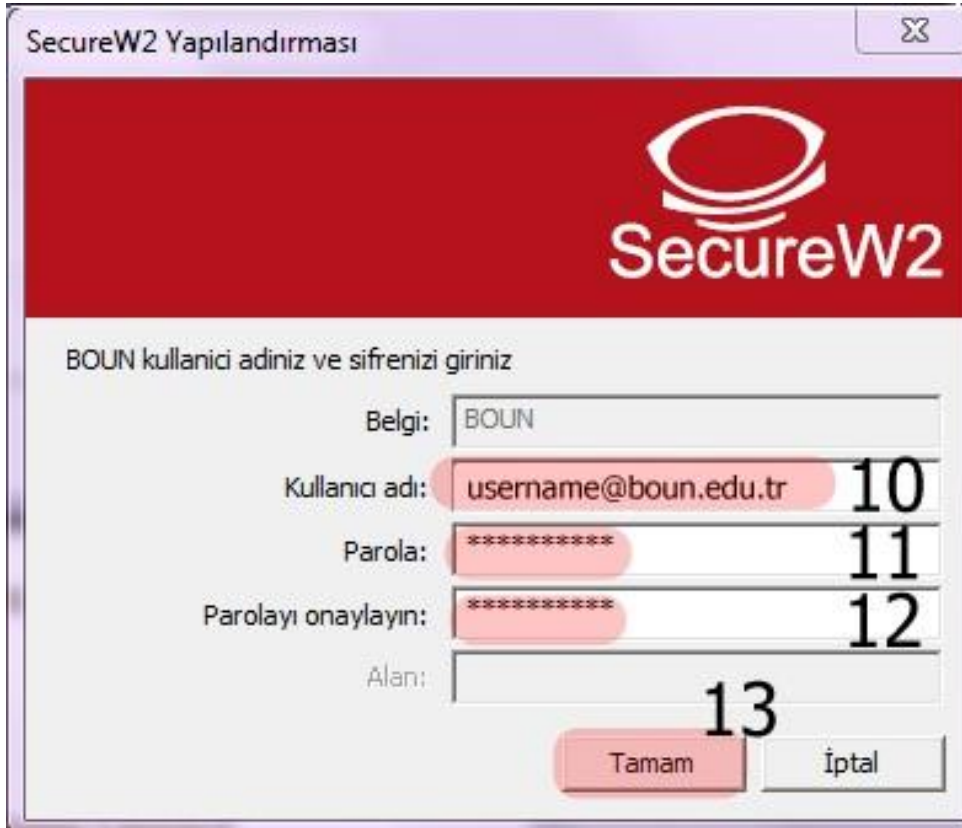 SecureW2 Yapılandırması
SecureW2
BOUN kullanici adiniz ve sifrenizi giriniz
Belgi: BOUN
Kullanıcı adı: username@boun.edu.tr 10
Parola: ********** 11
Parolayı onaylayın: ********** 12
Alan:
13
Tamam İptal